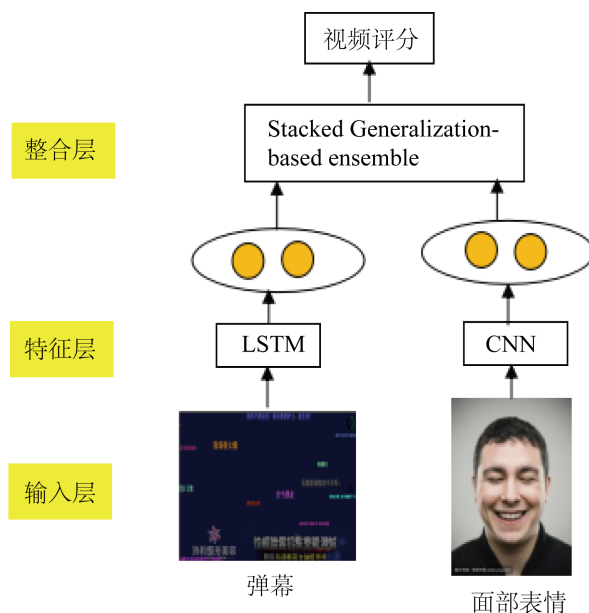 视频评分
整合层
Stacked Generalization-
based ensemble
特征层
LSTM
CNN
输入层
弹幕
面部表情